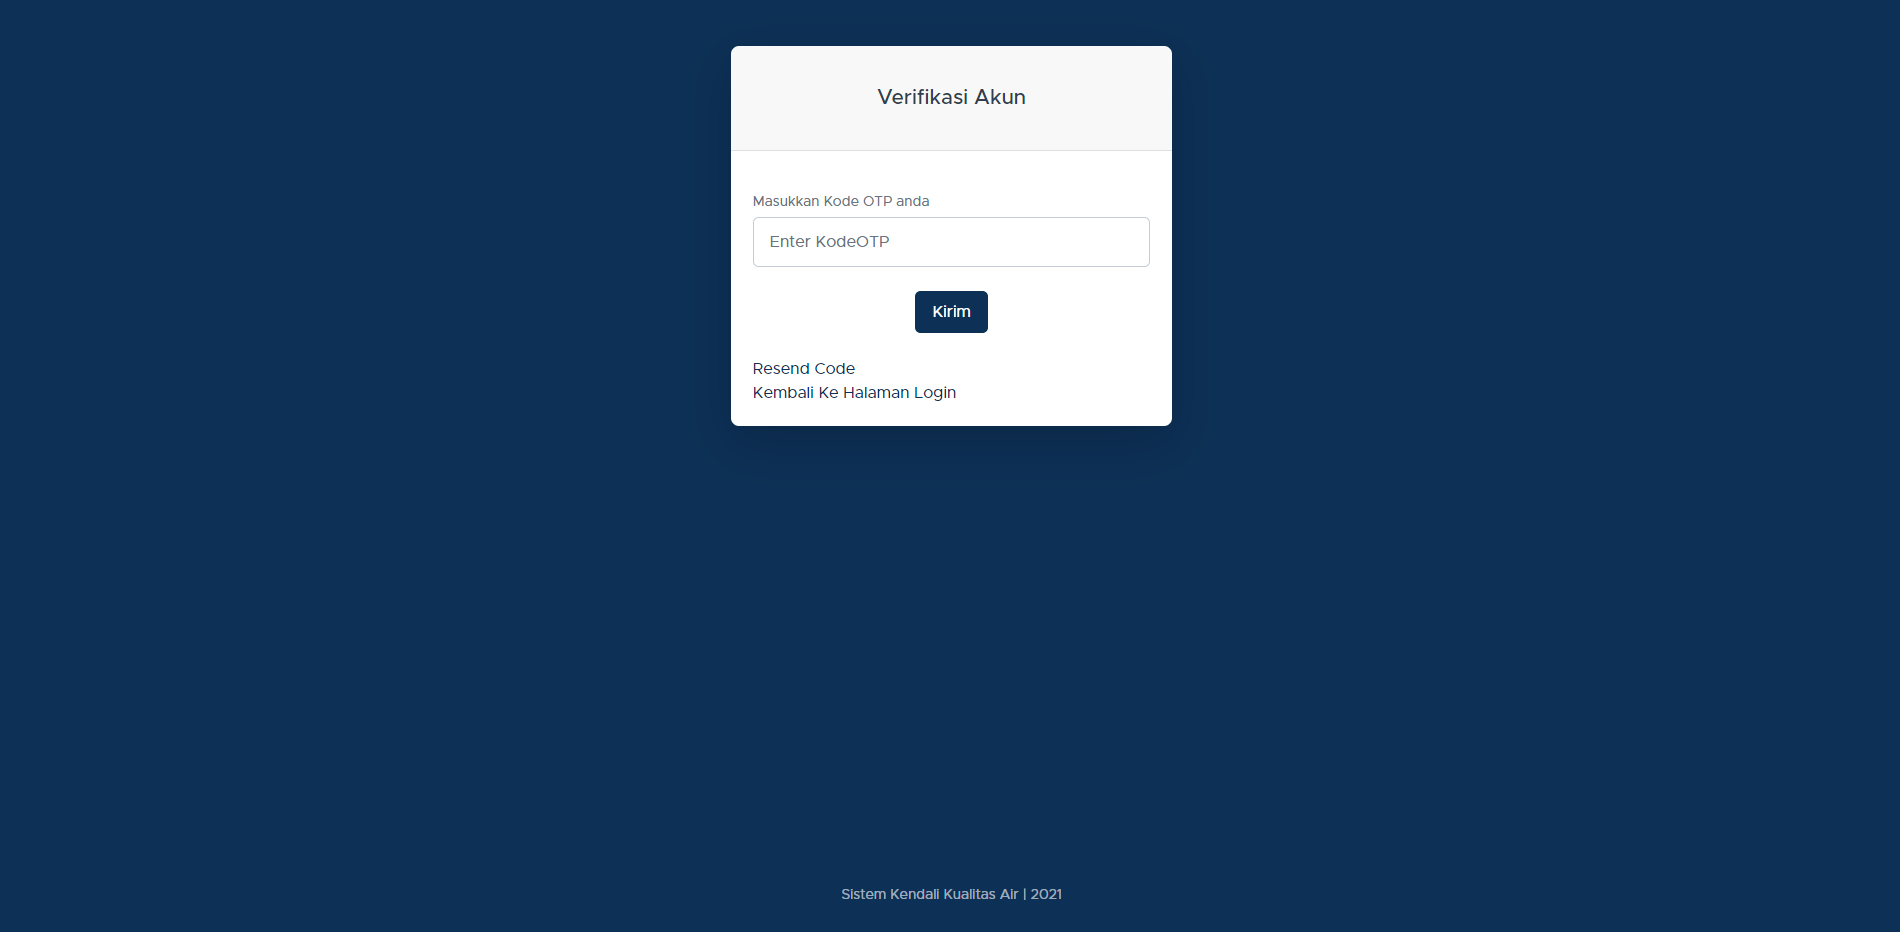 Verifikasi Akun
Masukkan Kode OTP anda
Enter KodeOTP
Kirim
Resend Code
Kembali Ke Halaman Login
Sistem Kendali Kualitas Air | 2021